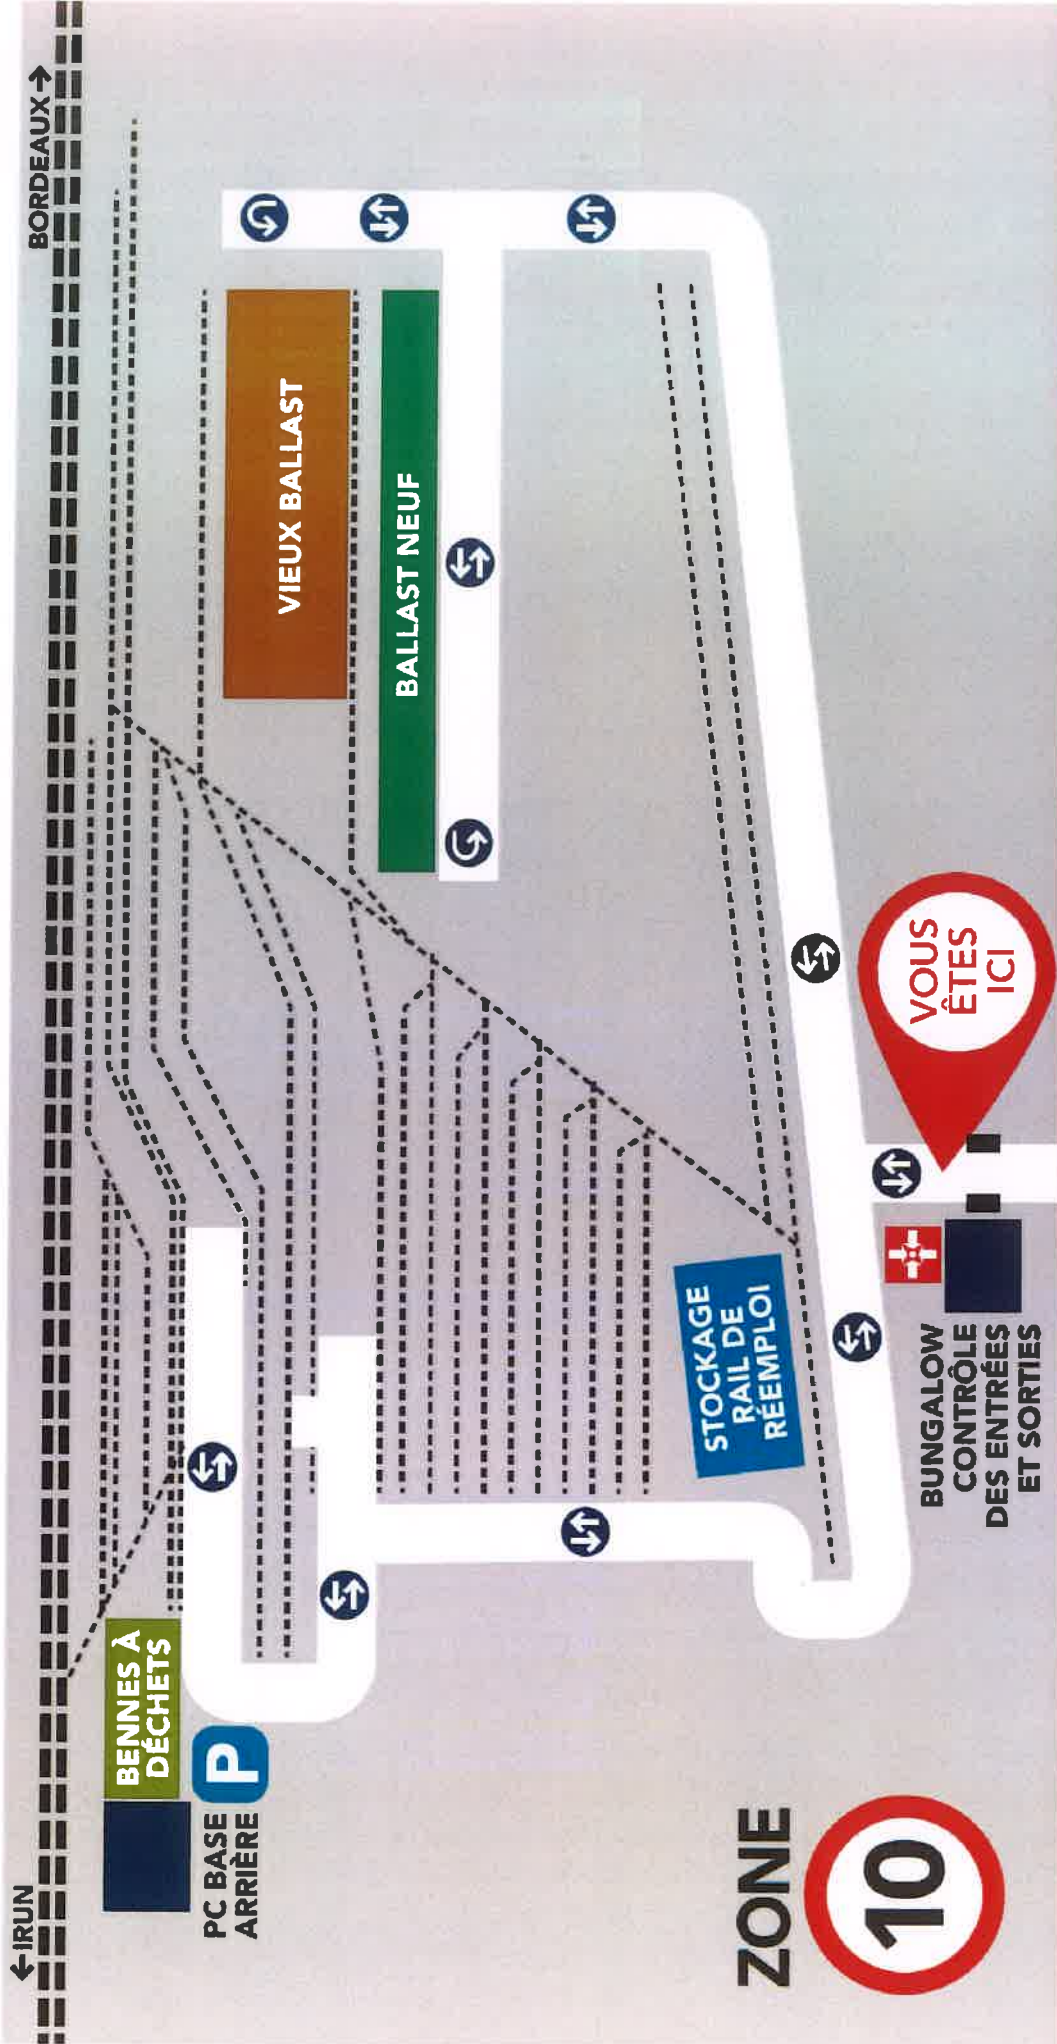 ← IRUN
BORDEAUX →
BENNES À
DÉCHETS
P
PC BASE
ARRIÈRE
VIEUX BALLAST
BALLAST NEUF
STOCKAGE
RAIL DE
RÉEMPLOI
ZONE
10
BUNGALOW
CONTRÔLE
DES ENTRÉES
ET SORTIES
VOUS
ÊTES
ICI